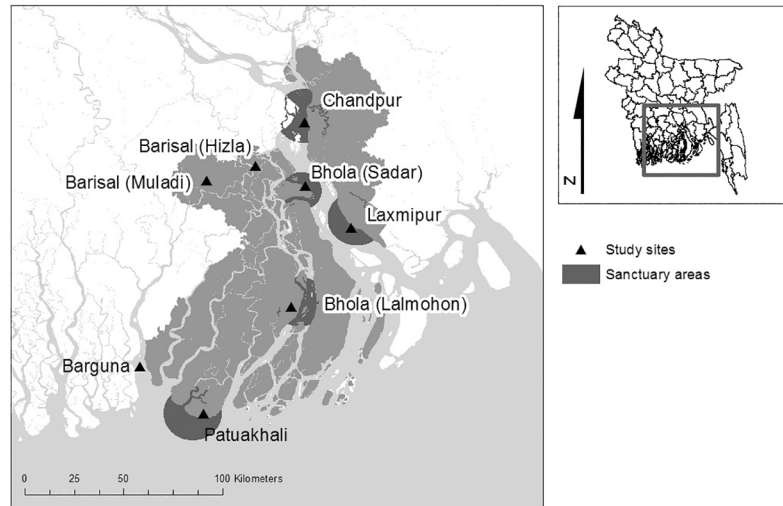 Chandpur
Barisal (Hizla)
Barisal (Muladi)
Bhola (Sadar)
Laxmipur
Bhola (Lalmohon)
Barguna
Patuakhali
0 25 50 100 Kilometers
N
Study sites
Sanctuary areas